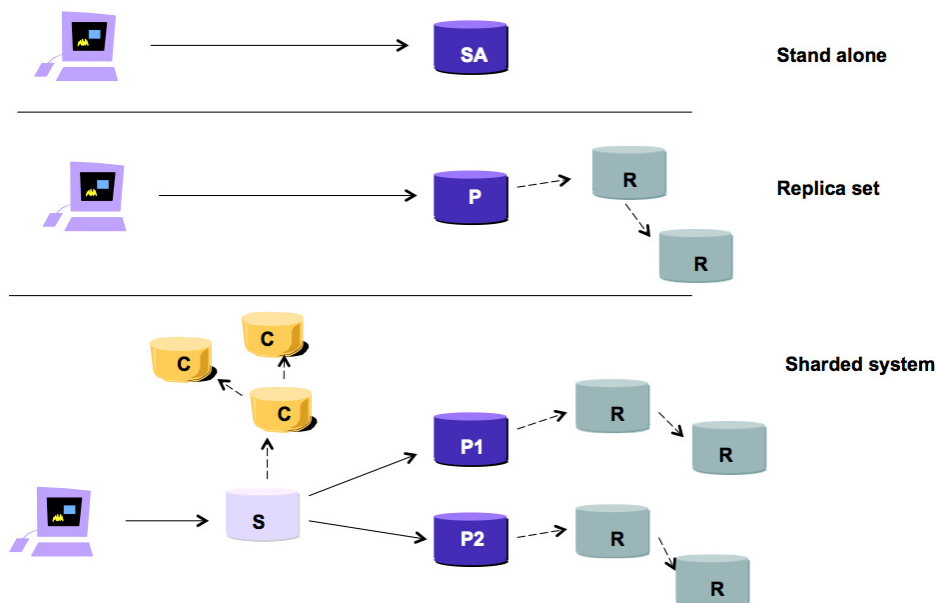 SA
Stand alone
P
R
Replica set
R
C
C
Sharded system
C
R
P1
R
S
P2
R
R